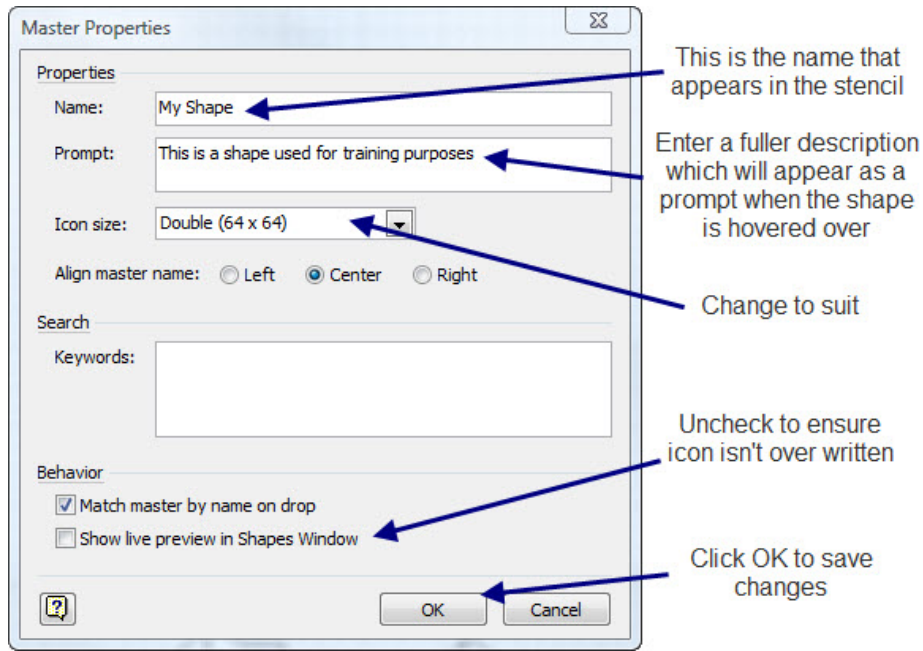 Master Properties
Properties
Name:
My Shape
Prompt:
This is a shape used for training purposes
Icon size:
Double (64 x 64)
Align master name:
Left
Center
Right
Search
Keywords:
Behavior
Match master by name on drop
Show live preview in Shapes Window
?
OK
Cancel
This is the name that
appears in the stencil
Enter a fuller description
which will appear as a
prompt when the shape
is hovered over
Change to suit
Uncheck to ensure
icon isn't over written
Click OK to save
changes